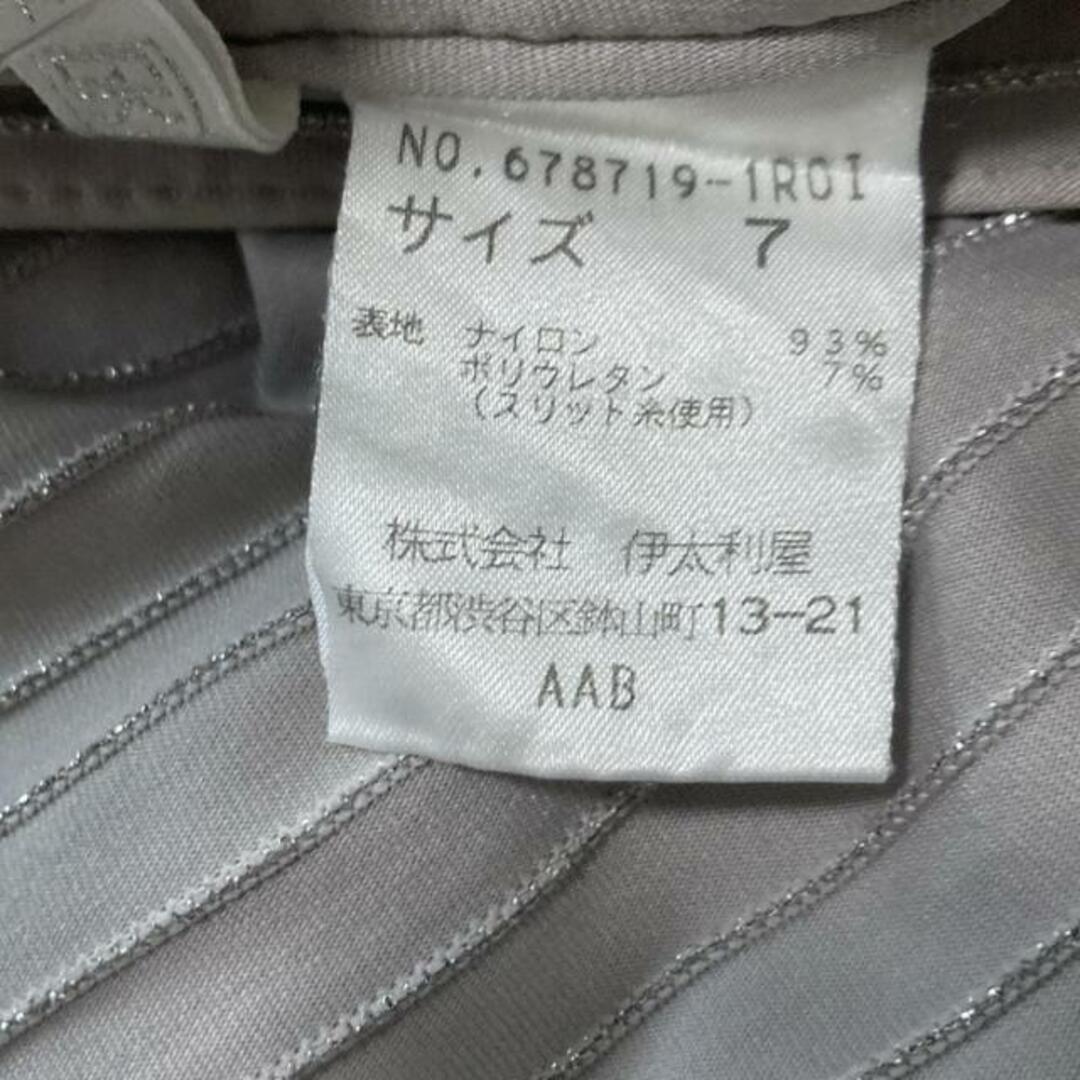 NO.678719-1R0I
サイズ 7
表地 ナイロン 93%
ポリウレタン 7%
(スリット糸使用)
株式会社 伊太利屋
東京都渋谷区鉢山町13-21
AAB